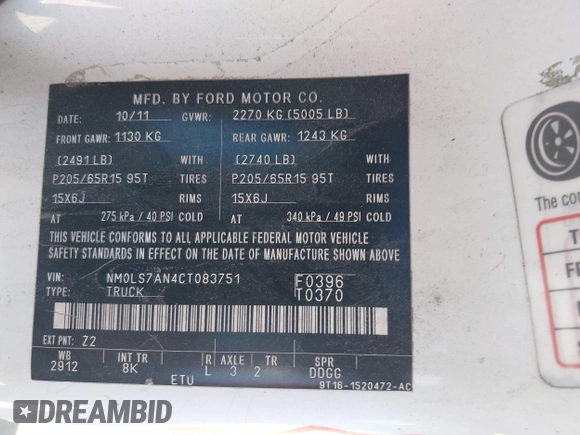 MFD. BY FORD MOTOR CO.
DATE: 10/11 GVWR: 2270 KG (5005 LB)
FRONT GAWR: 1130 KG REAR GAWR: 1243 KG
(2491 LB) WITH (2740 LB) WITH
P205/65R15 95T TIRES P205/65R15 95T TIRES
15X6J RIMS 15X6J RIMS
AT 275 kPa / 40 PSI COLD AT 340 kPa / 49 PSI COLD
THIS VEHICLE CONFORMS TO ALL APPLICABLE FEDERAL MOTOR VEHICLE
SAFETY STANDARDS IN EFFECT ON THE DATE OF MANUFACTURE SHOWN ABOVE.
VIN: NM0LS7AN4CT083751 F0396
TYPE: TRUCK T0370
EXT PNT: Z2
WB INT TR R AXLE TR SPR
2912 8K L 3 2 DDGG
ETU 9T16-1520472-AC
The co
DREAMBID